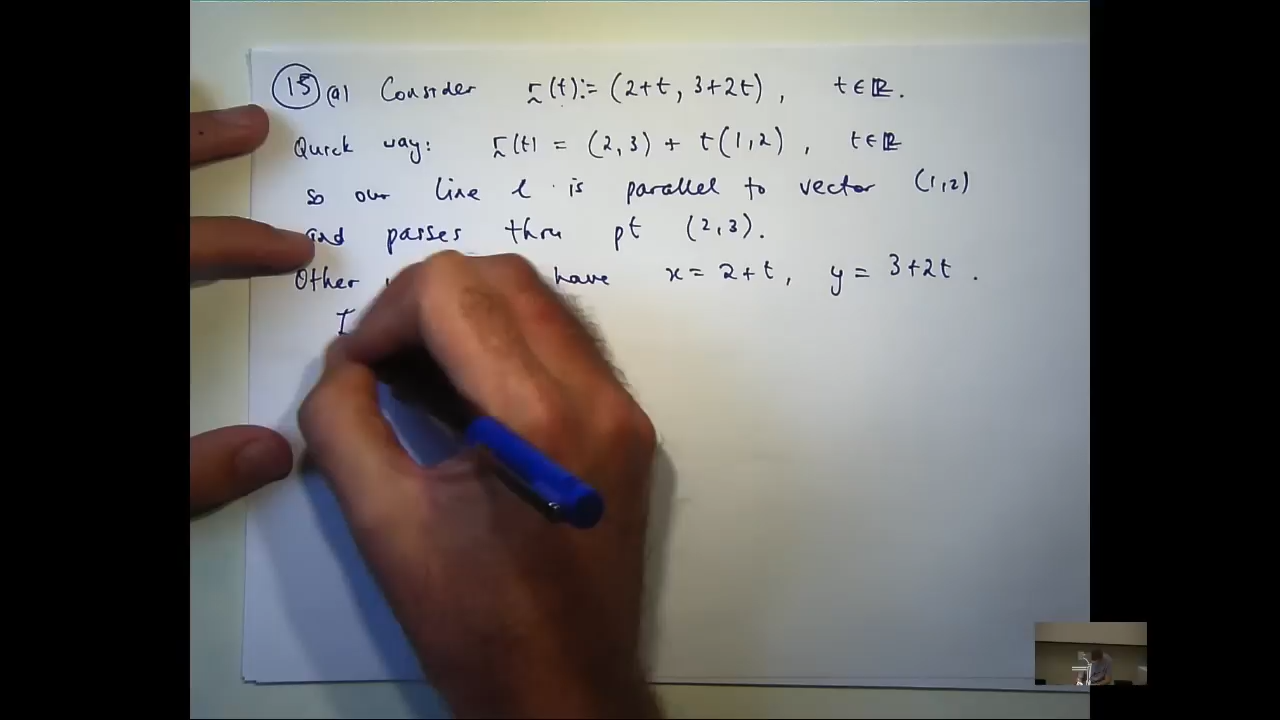 15 (a) Consider r̰(t) := (2+t, 3+2t), t∈ℝ.
Quick way: r̰(t) = (2,3) + t(1,2), t∈ℝ
so our line l is parallel to vector (1,2)
and passes thru pt (2,3).
Other have x = 2+t, y = 3+2t.
I